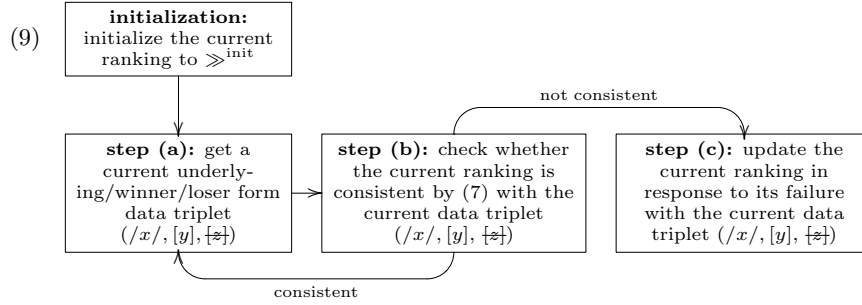 (9)
initialization:
initialize the current
ranking to ≫init
not consistent
step (a): get a
current underly-
ing/winner/loser form
data triplet
(/x/, [y], [z])
step (b): check whether
the current ranking is
consistent by (7) with the
current data triplet
(/x/, [y], [z])
step (c): update the
current ranking in
response to its failure
with the current data
triplet (/x/, [y], [z])
consistent